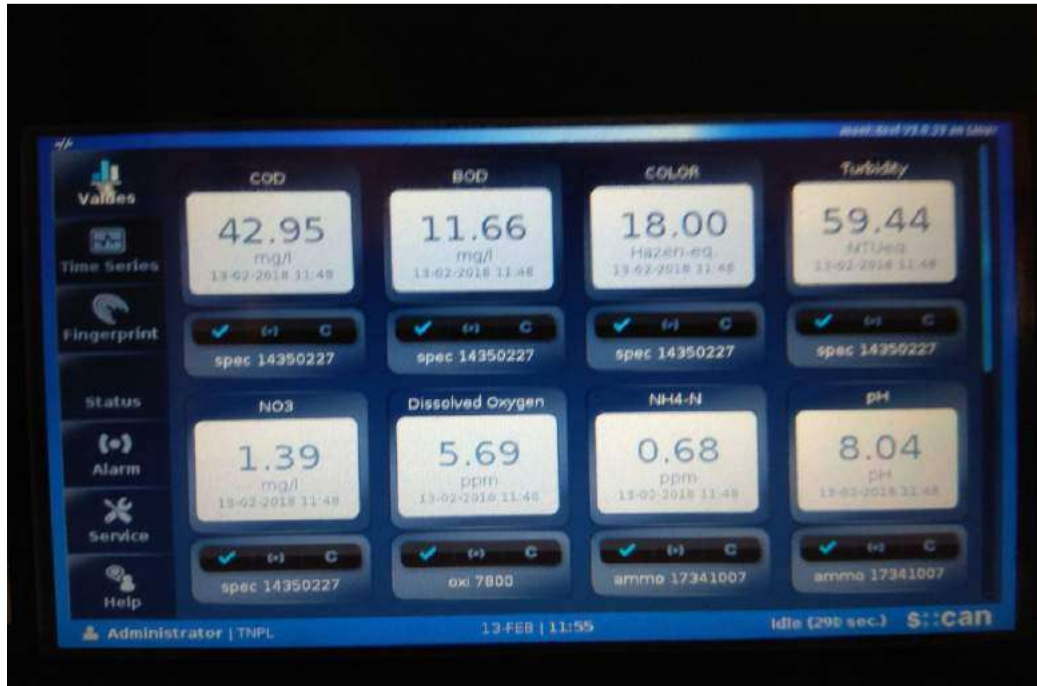 COD
42.95
mg/l
13-02-2018 11:48
spec 14350227
BOD
11.66
mg/l
13-02-2018 11:48
spec 14350227
COLOR
18.00
Hazen-eq.
13-02-2018 11:48
spec 14350227
Turbidity
59.44
NTUeq
13-02-2018 11:48
spec 14350227
NO3
1.39
mg/l
13-02-2018 11:48
spec 14350227
Dissolved Oxygen
5.69
ppm
13-02-2018 11:48
oxi 7800
NH4-N
0.68
ppm
13-02-2018 11:48
ammo 17341007
pH
8.04
pH
13-02-2018 11:48
ammo 17341007
Values
Time Series
Fingerprint
Status
Alarm
Service
Help
Administrator | TNPL
13-FEB | 11:55
Idle (290 sec.)
s::can